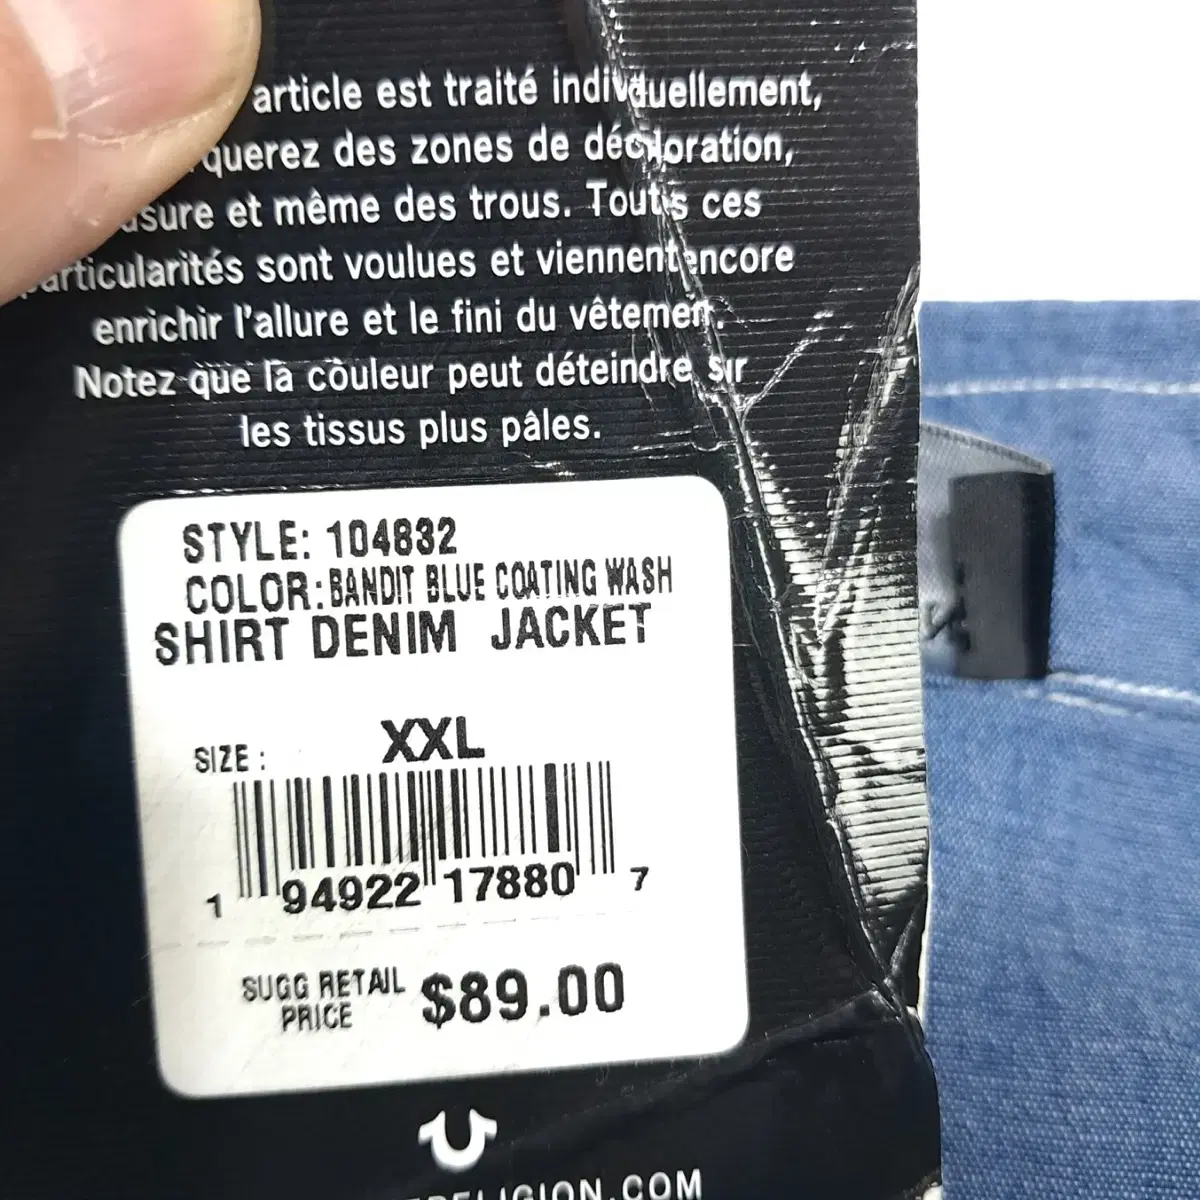 article est traité individuellement,
des zones de décoloration,
et même des trous. Toutes ces
sont voulues et viennent encore
enrichir l'allure et le fini du vêtement.
Notez que la couleur peut déteindre sur
les tissus plus pâles.
STYLE: 104832
COLOR: BANDIT BLUE COATING WASH
SHIRT DENIM JACKET
SIZE : XXL
1 94922 17880 7
SUGG RETAIL PRICE $89.00
RELIGION.COM